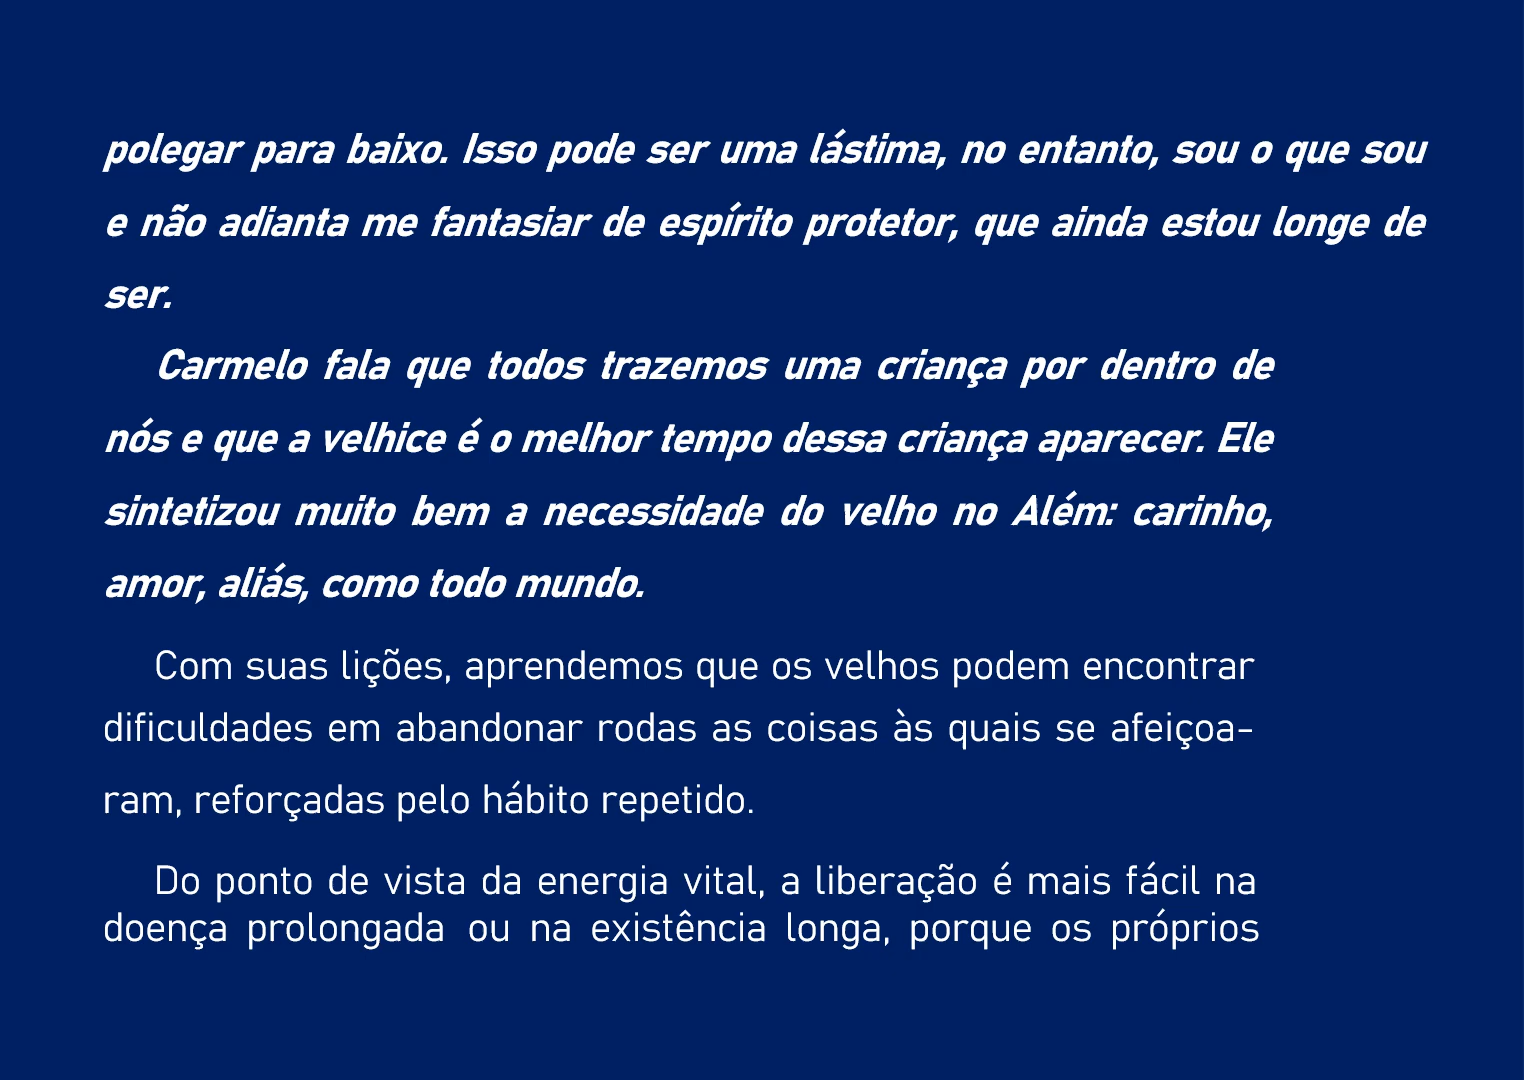 polegar para baixo. Isso pode ser uma lástima, no entanto, sou o que sou
e não adianta me fantasiar de espírito protetor, que ainda estou longe de
ser.
Carmelo fala que todos trazemos uma criança por dentro de
nós e que a velhice é o melhor tempo dessa criança aparecer. Ele
sintetizou muito bem a necessidade do velho no Além: carinho,
amor, aliás, como todo mundo.
Com suas lições, aprendemos que os velhos podem encontrar
dificuldades em abandonar rodas as coisas às quais se afeiçoa-
ram, reforçadas pelo hábito repetido.
Do ponto de vista da energia vital, a liberação é mais fácil na
doença prolongada ou na existência longa, porque os próprios